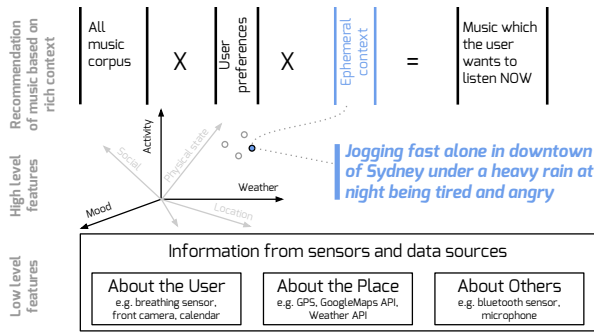 Recommendation
of music based on
rich context
All
music
corpus
X
User
preferences
X
Ephemeral
context
=
Music which
the user
wants to
listen NOW
High level
features
Activity
Social
Physical state
Weather
Mood
Location
Jogging fast alone in downtown
of Sydney under a heavy rain at
night being tired and angry
Low level
features
Information from sensors and data sources
About the User
e.g. breathing sensor,
front camera, calendar
About the Place
e.g. GPS, GoogleMaps API,
Weather API
About Others
e.g. bluetooth sensor,
microphone